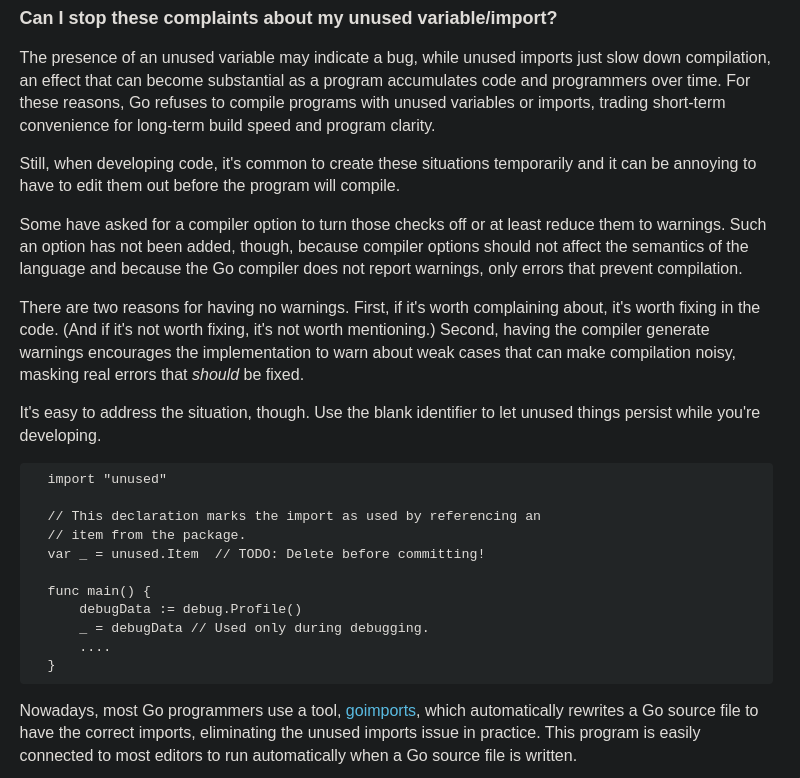 Can I stop these complaints about my unused variable/import?
The presence of an unused variable may indicate a bug, while unused imports just slow down compilation,
an effect that can become substantial as a program accumulates code and programmers over time. For
these reasons, Go refuses to compile programs with unused variables or imports, trading short-term
convenience for long-term build speed and program clarity.
Still, when developing code, it's common to create these situations temporarily and it can be annoying to
have to edit them out before the program will compile.
Some have asked for a compiler option to turn those checks off or at least reduce them to warnings. Such
an option has not been added, though, because compiler options should not affect the semantics of the
language and because the Go compiler does not report warnings, only errors that prevent compilation.
There are two reasons for having no warnings. First, if it's worth complaining about, it's worth fixing in the
code. (And if it's not worth fixing, it's not worth mentioning.) Second, having the compiler generate
warnings encourages the implementation to warn about weak cases that can make compilation noisy,
masking real errors that should be fixed.
It's easy to address the situation, though. Use the blank identifier to let unused things persist while you're
developing.
import "unused"
// This declaration marks the import as used by referencing an
// item from the package.
var _ = unused.Item  // TODO: Delete before committing!
func main() {
    debugData := debug.Profile()
    _ = debugData // Used only during debugging.
    ....
}
Nowadays, most Go programmers use a tool, goimports, which automatically rewrites a Go source file to
have the correct imports, eliminating the unused imports issue in practice. This program is easily
connected to most editors to run automatically when a Go source file is written.